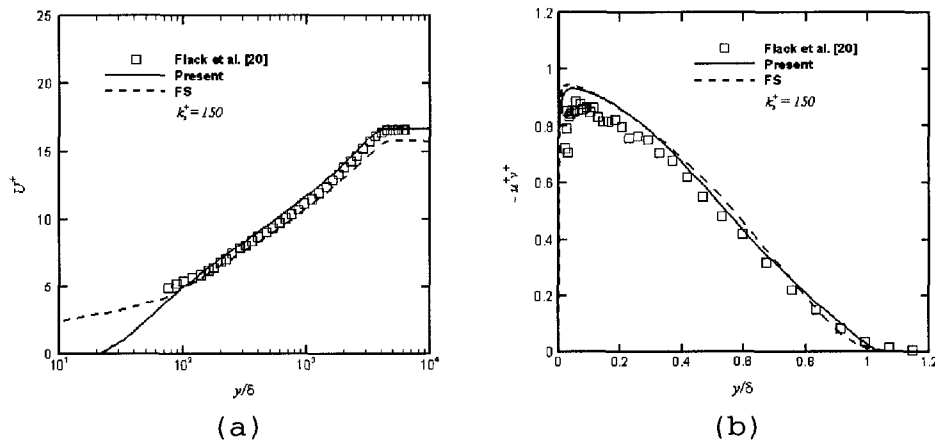 25
20
15
10
5
0
U⁺
Flack et al. [20]
Present
FS
kₛ⁺ = 150
10¹
10²
10³
10⁴
y/δ
(a)
1.2
1
0.8
0.6
0.4
0.2
0
- u⁺v⁺
Flack et al. [20]
Present
FS
kₛ⁺ = 150
0
0.2
0.4
0.6
0.8
1
1.2
y/δ
(b)